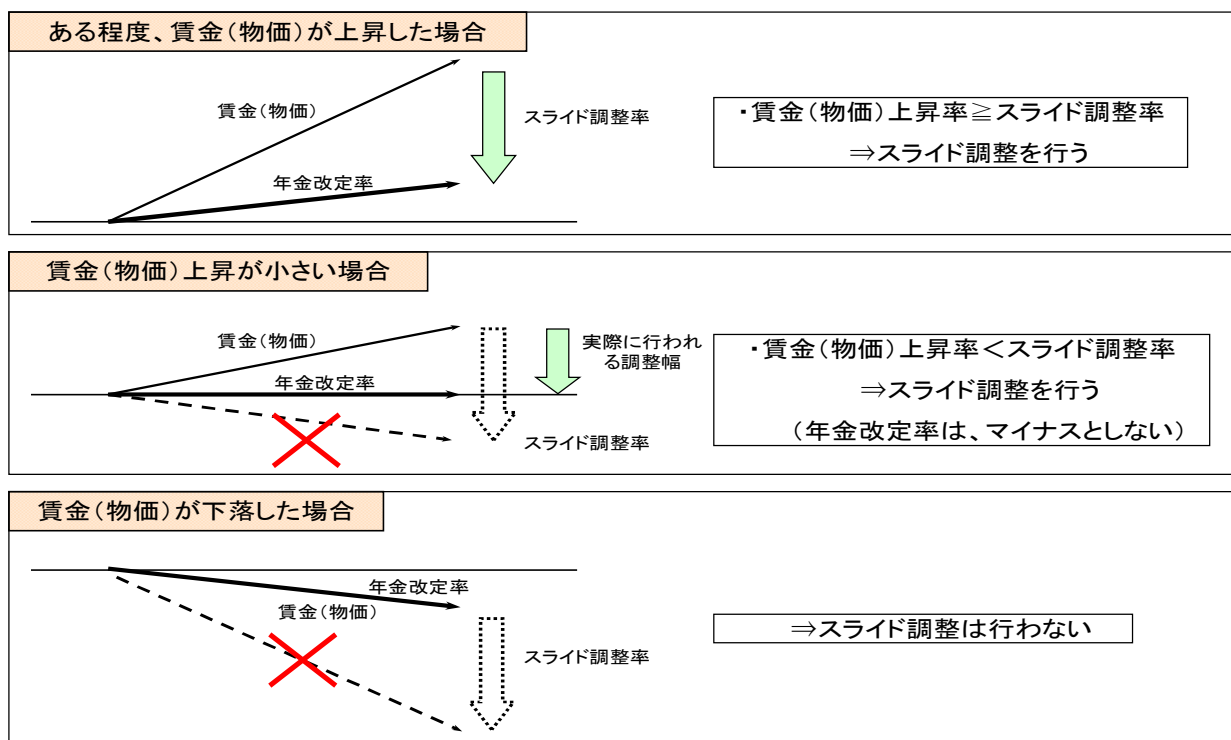 ある程度、賃金(物価)が上昇した場合
賃金(物価)
スライド調整率
年金改定率
・賃金(物価)上昇率≧スライド調整率
⇒スライド調整を行う
賃金(物価)上昇が小さい場合
賃金(物価)
年金改定率
実際に行われ
る調整幅
スライド調整率
・賃金(物価)上昇率<スライド調整率
⇒スライド調整を行う
(年金改定率は、マイナスとしない)
賃金(物価)が下落した場合
年金改定率
賃金(物価)
スライド調整率
⇒スライド調整は行わない